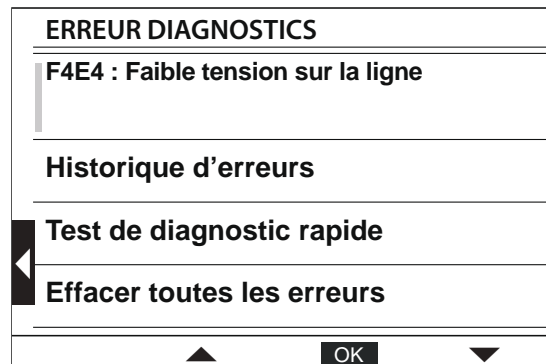 ERREUR DIAGNOSTICS
F4E4 : Faible tension sur la ligne
Historique d’erreurs
Test de diagnostic rapide
Effacer toutes les erreurs
OK